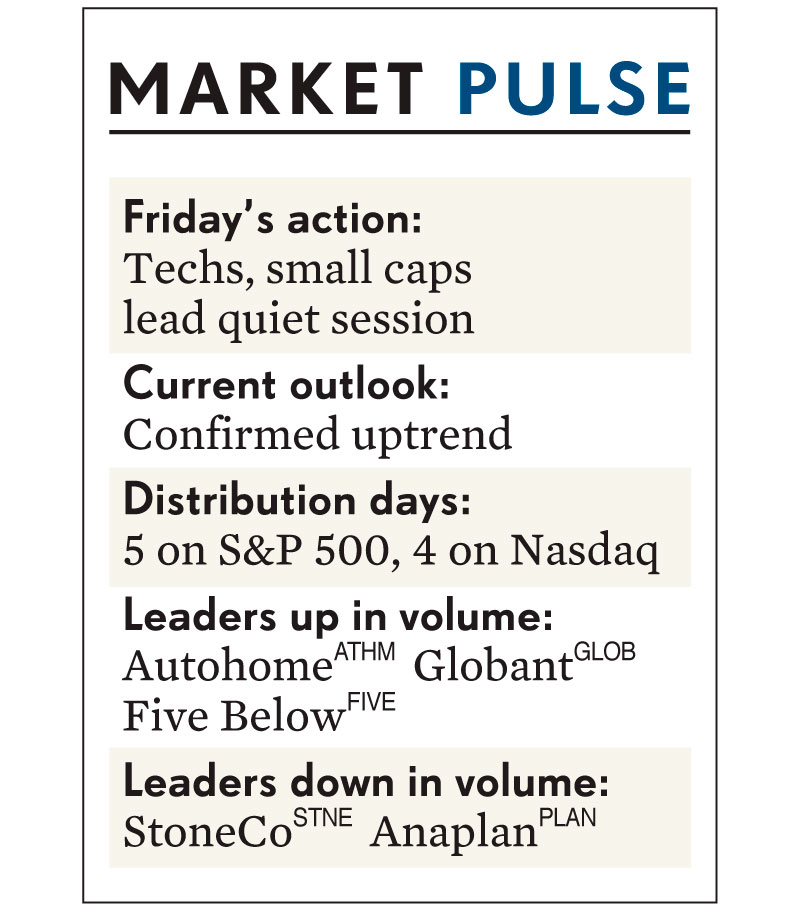 MARKET PULSE
Friday's action:
Techs, small caps
lead quiet session
Current outlook:
Confirmed uptrend
Distribution days:
5 on S&P 500, 4 on Nasdaq
Leaders up in volume:
Autohome ATHM Globant GLOB
Five Below FIVE
Leaders down in volume:
StoneCo STNE Anaplan PLAN